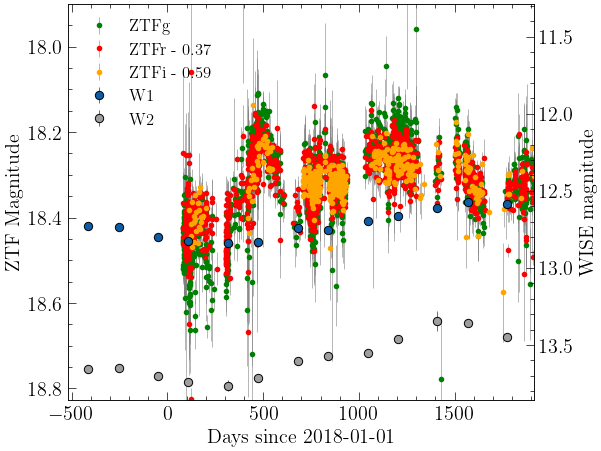 ZTFg
ZTFr - 0.37
ZTFi - 0.59
W1
W2
18.0
18.2
18.4
18.6
18.8
ZTF Magnitude
11.5
12.0
12.5
13.0
13.5
WISE magnitude
−500
0
500
1000
1500
Days since 2018-01-01